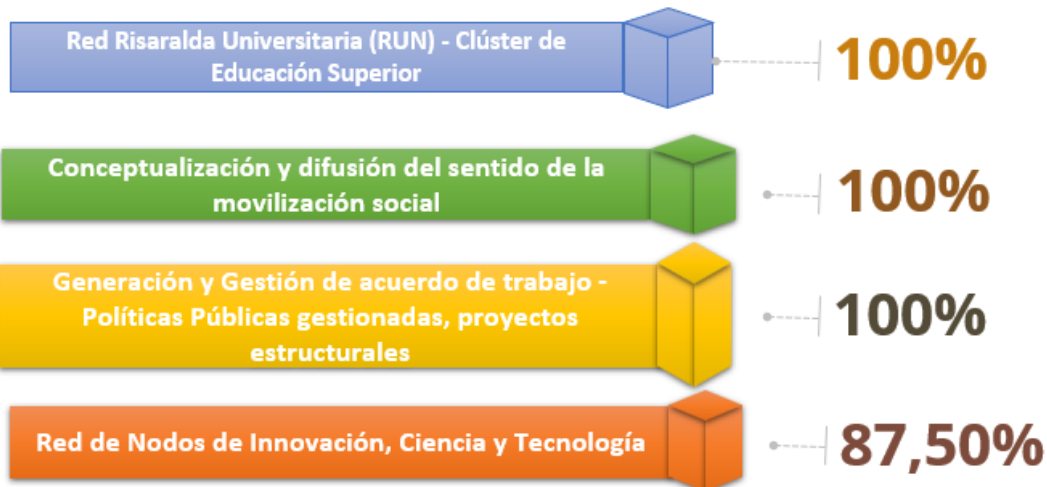 Red Risaralda Universitaria (RUN) - Clúster de
Educación Superior
100%
Conceptualización y difusión del sentido de la
movilización social
100%
Generación y Gestión de acuerdo de trabajo -
Políticas Públicas gestionadas, proyectos
estructurales
100%
Red de Nodos de Innovación, Ciencia y Tecnología
87,50%